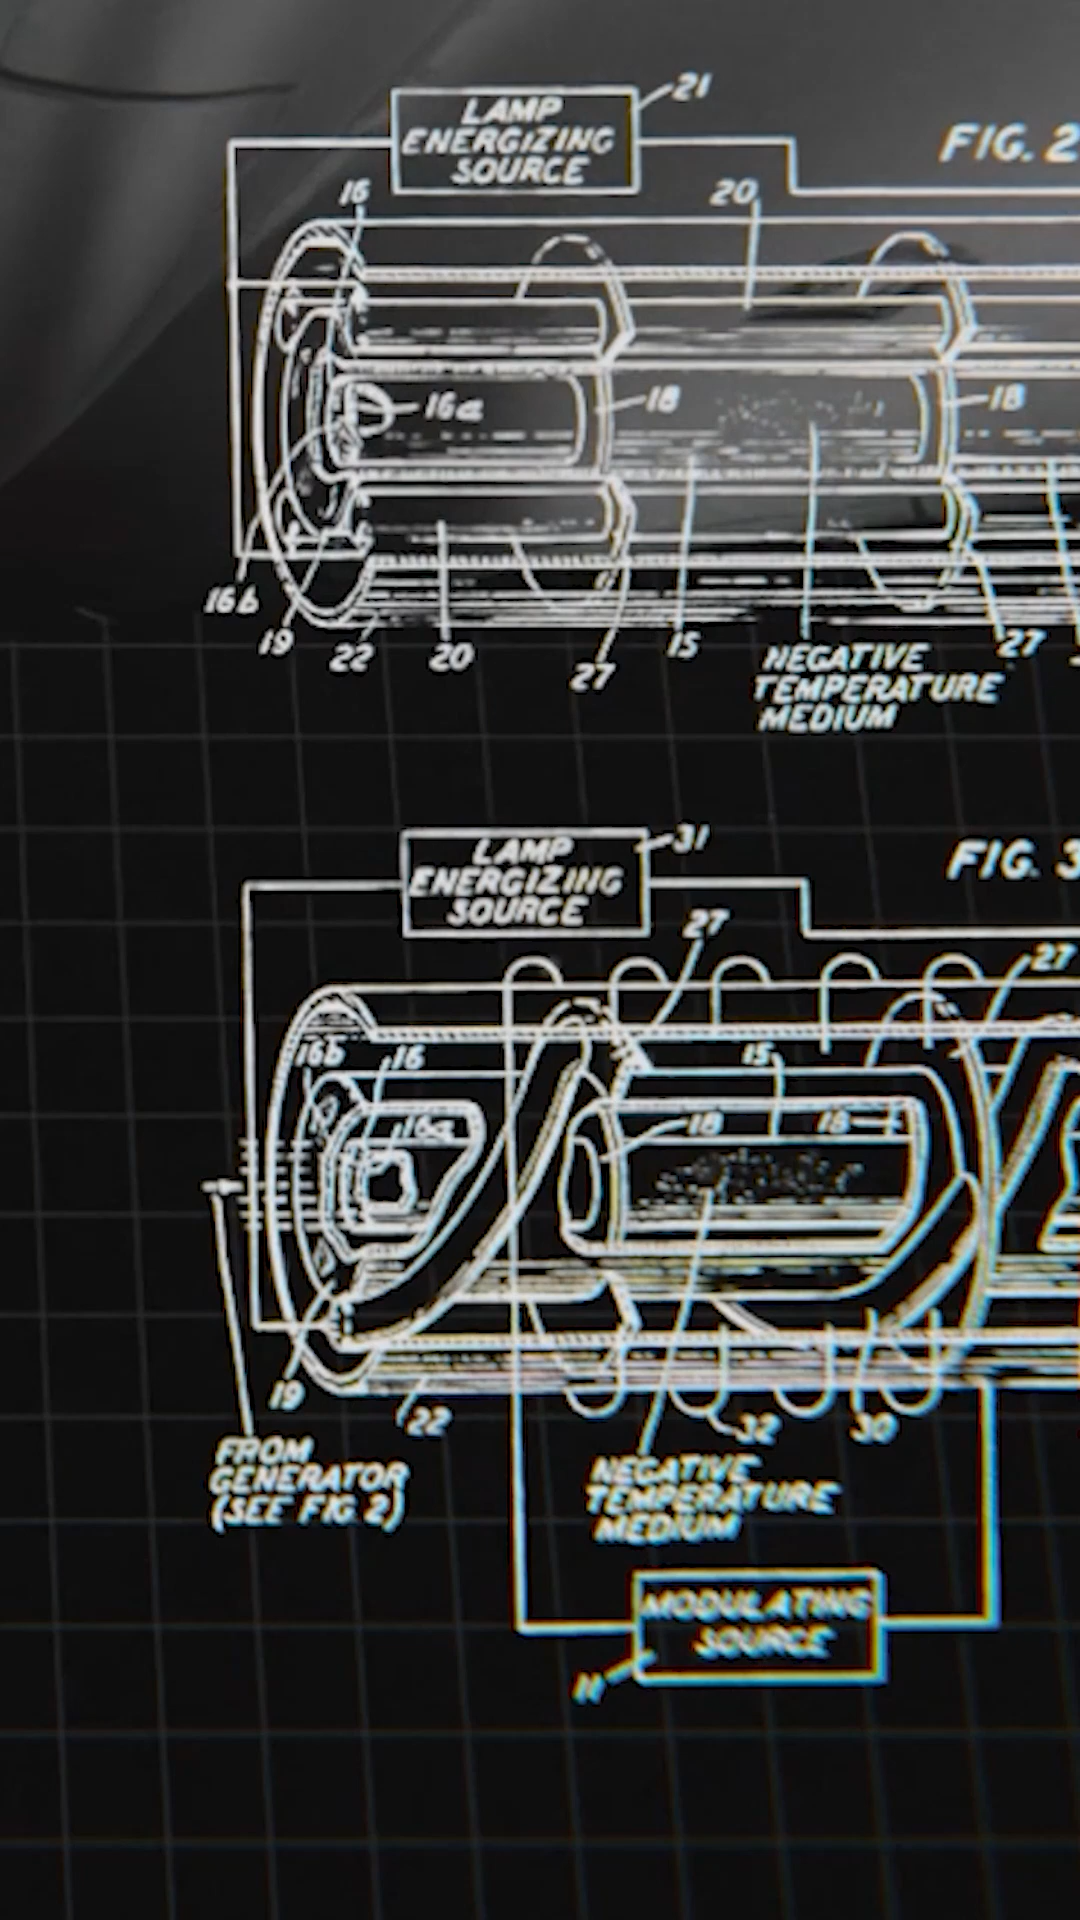 21
LAMP
ENERGIZING
SOURCE
FIG. 2
16
20
16a
18
18
16b
19
22
20
27
15
27
NEGATIVE
TEMPERATURE
MEDIUM
31
LAMP
ENERGIZING
SOURCE
FIG. 3
27
27
16b
16
15
16a
18
18
19
22
32
30
FROM
GENERATOR
(SEE FIG. 2)
NEGATIVE
TEMPERATURE
MEDIUM
MODULATING
SOURCE
11